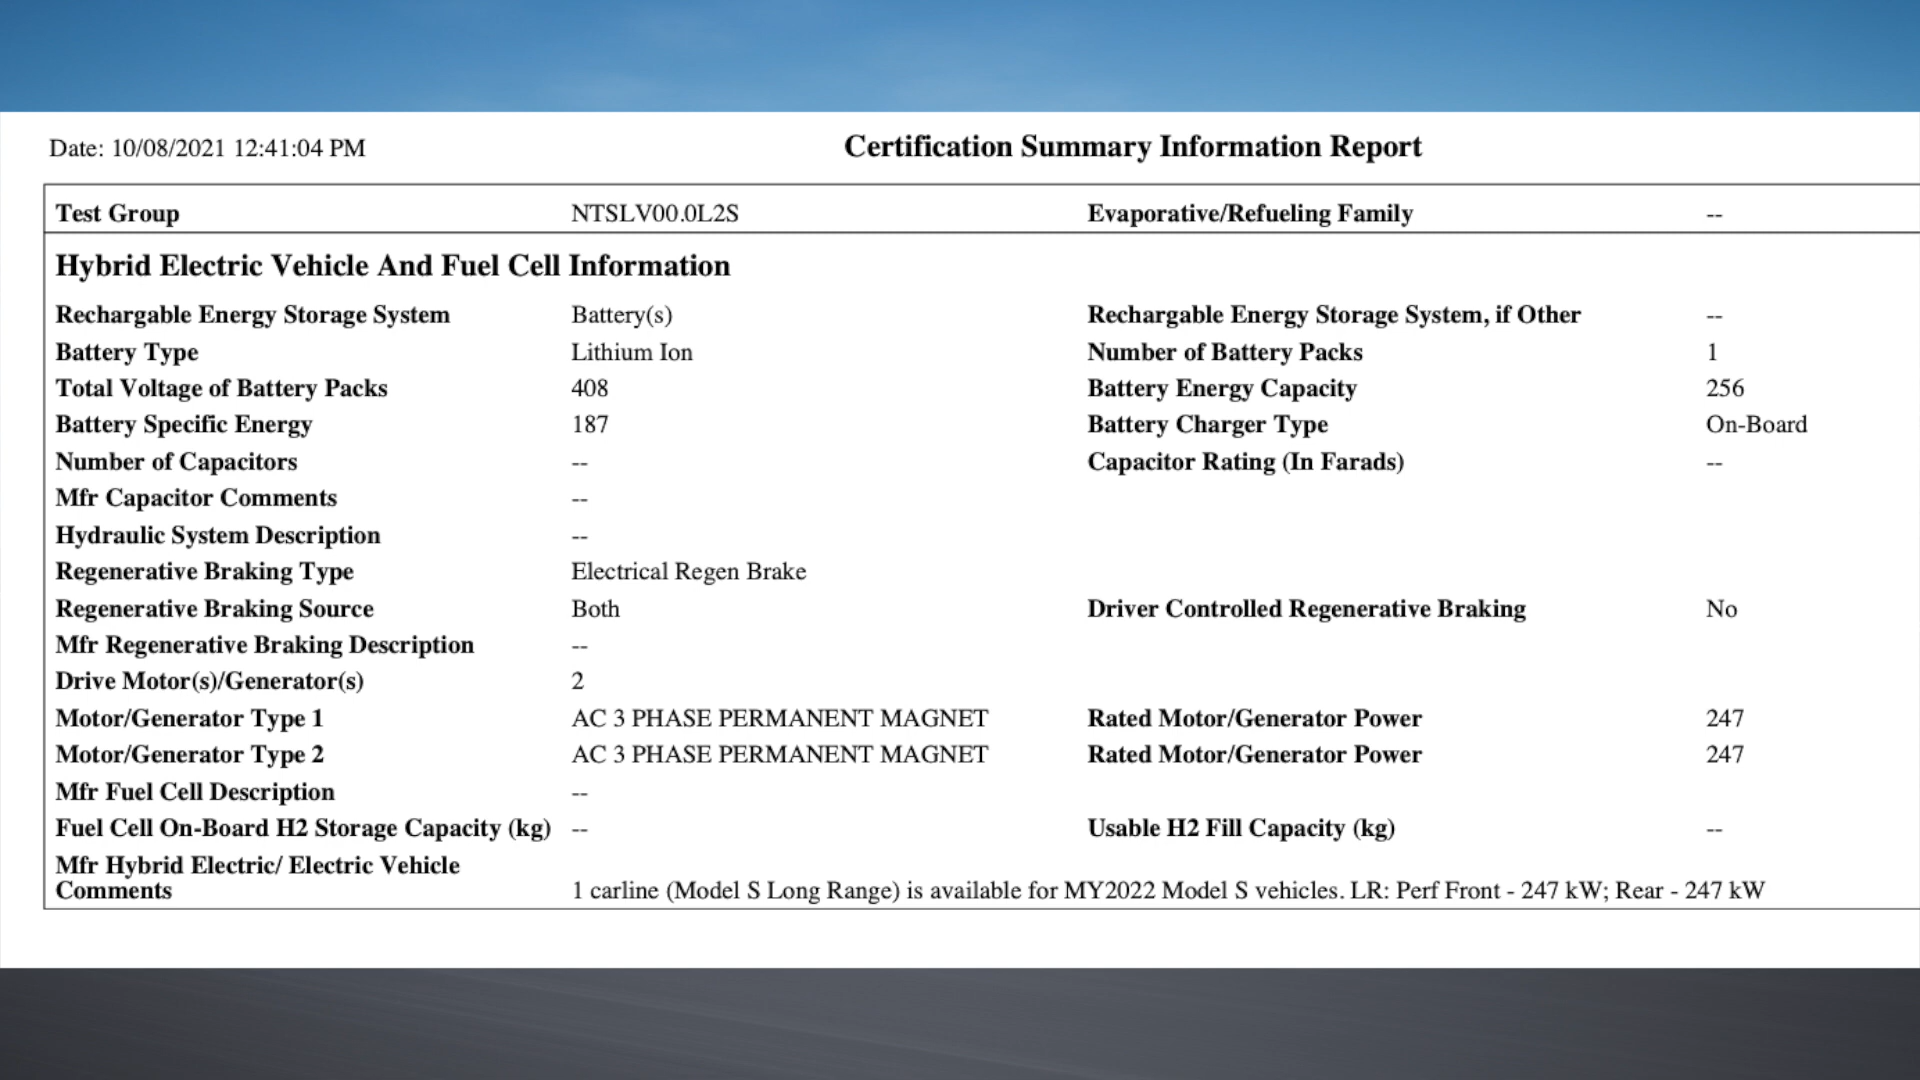 Date: 10/08/2021 12:41:04 PM
Certification Summary Information Report
Test Group NTSLV00.0L2S Evaporative/Refueling Family --
Hybrid Electric Vehicle And Fuel Cell Information
Rechargable Energy Storage System Battery(s) Rechargable Energy Storage System, if Other --
Battery Type Lithium Ion Number of Battery Packs 1
Total Voltage of Battery Packs 408 Battery Energy Capacity 256
Battery Specific Energy 187 Battery Charger Type On-Board
Number of Capacitors -- Capacitor Rating (In Farads) --
Mfr Capacitor Comments --
Hydraulic System Description --
Regenerative Braking Type Electrical Regen Brake
Regenerative Braking Source Both Driver Controlled Regenerative Braking No
Mfr Regenerative Braking Description --
Drive Motor(s)/Generator(s) 2
Motor/Generator Type 1 AC 3 PHASE PERMANENT MAGNET Rated Motor/Generator Power 247
Motor/Generator Type 2 AC 3 PHASE PERMANENT MAGNET Rated Motor/Generator Power 247
Mfr Fuel Cell Description --
Fuel Cell On-Board H2 Storage Capacity (kg) -- Usable H2 Fill Capacity (kg) --
Mfr Hybrid Electric/ Electric Vehicle
Comments 1 carline (Model S Long Range) is available for MY2022 Model S vehicles. LR: Perf Front - 247 kW; Rear - 247 kW